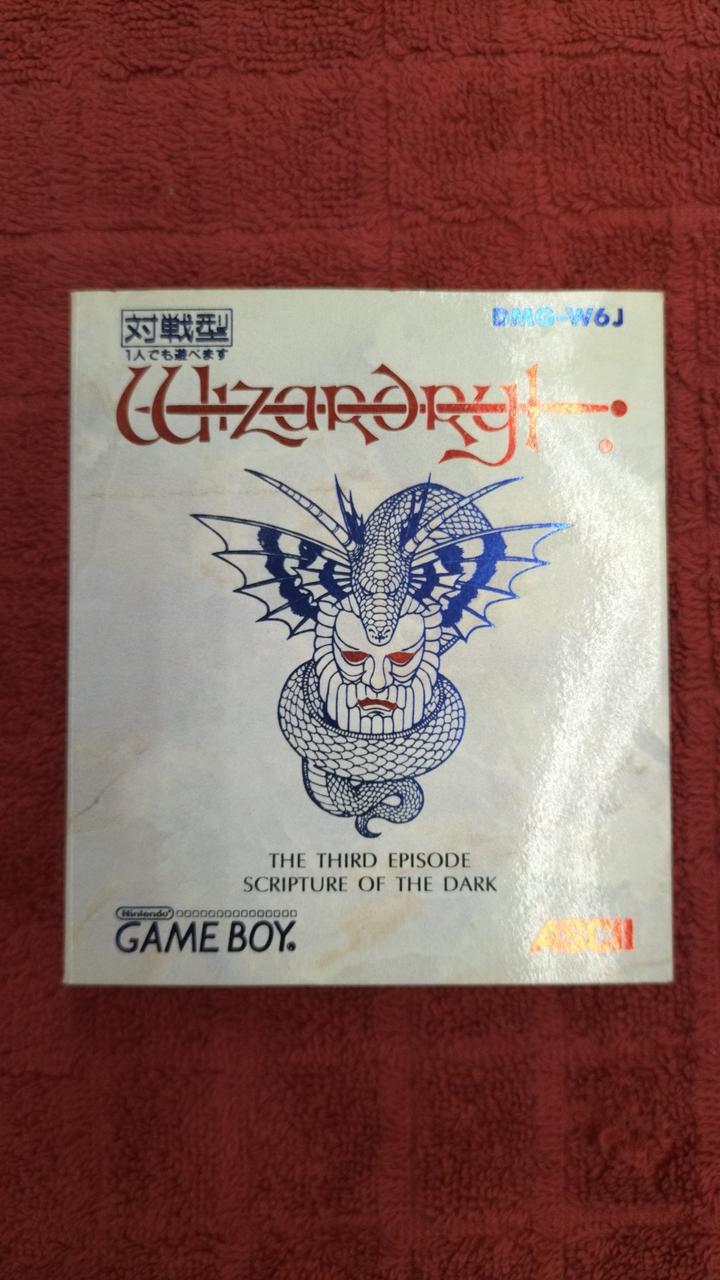 対戦型
DMG-W6J
1人でも遊べます
Wizardry
THE THIRD EPISODE
SCRIPTURE OF THE DARK
Nintendo
GAME BOY
ASCII